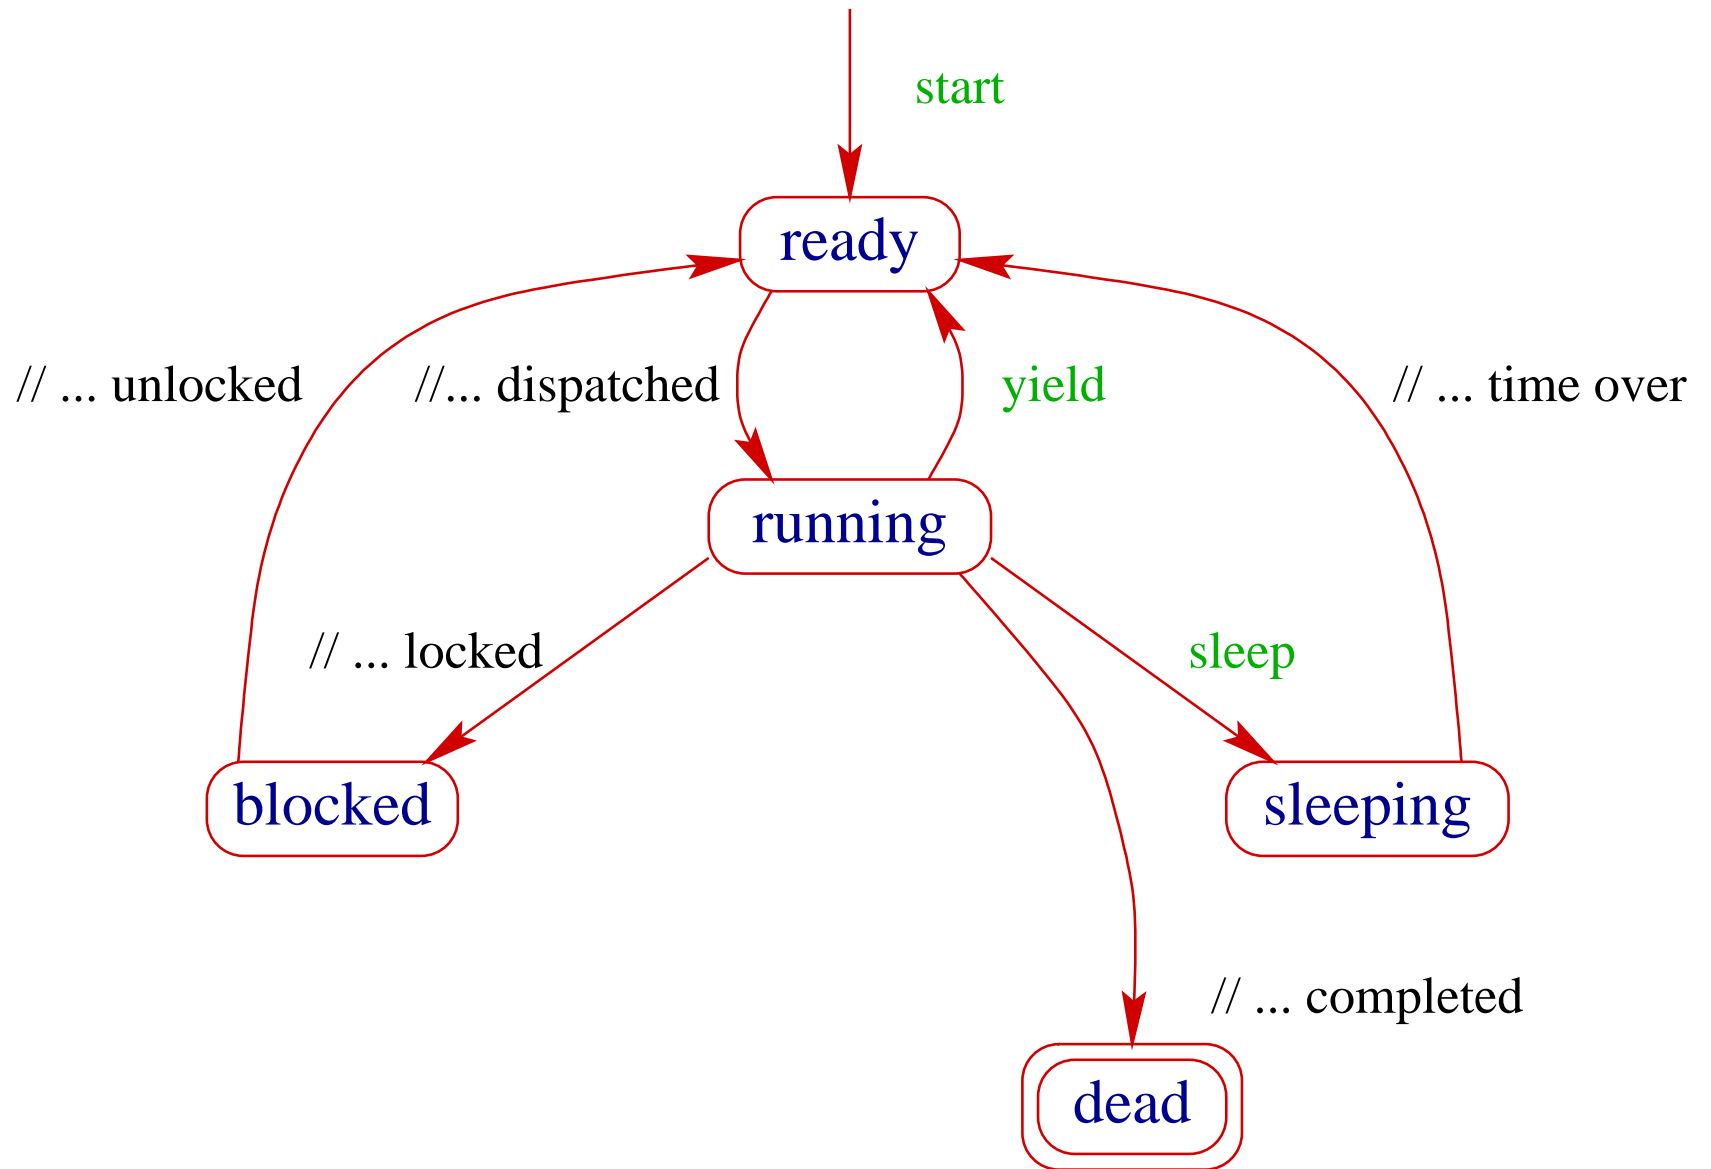 start
ready
// ... unlocked
//... dispatched
yield
// ... time over
running
// ... locked
sleep
blocked
sleeping
// ... completed
dead